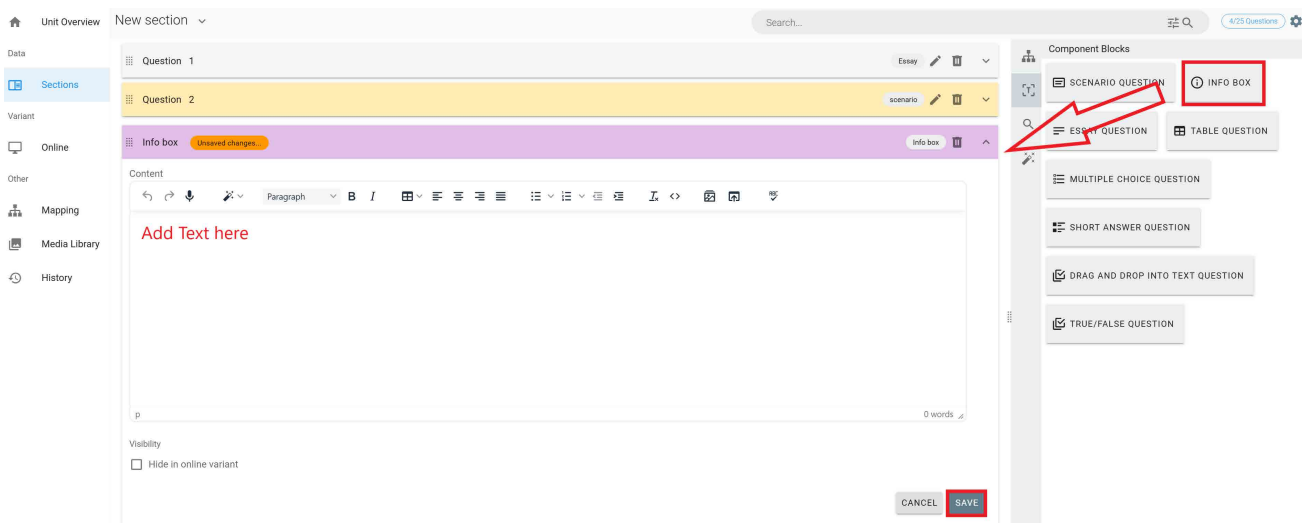 Unit Overview
New section
Search...
4/25 Questions
Data
Sections
Variant
Online
Other
Mapping
Media Library
History
Question 1
Essay
Question 2
scenario
Info box
Unsaved changes...
Info box
Content
Paragraph
B I
Add Text here
p
0 words
Visibility
Hide in online variant
CANCEL
SAVE
Component Blocks
SCENARIO QUESTION
INFO BOX
ESSAY QUESTION
TABLE QUESTION
MULTIPLE CHOICE QUESTION
SHORT ANSWER QUESTION
DRAG AND DROP INTO TEXT QUESTION
TRUE/FALSE QUESTION